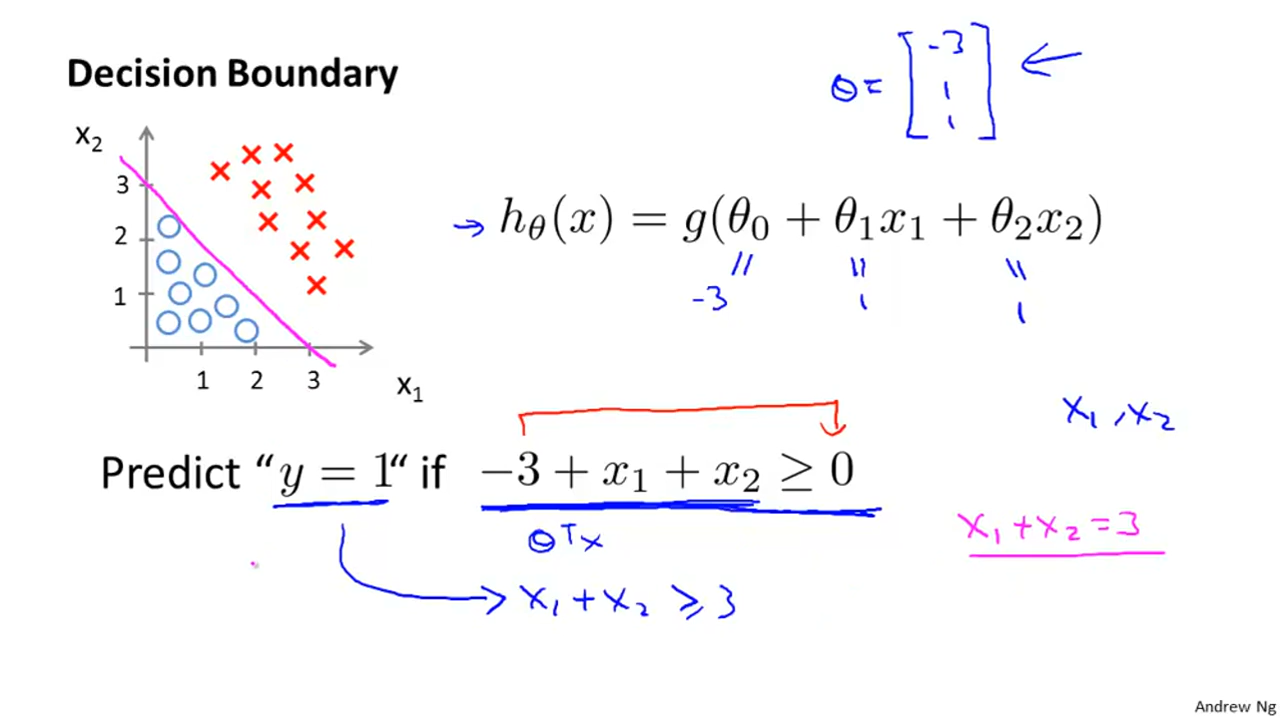 Decision Boundary
θ = [-3 1 1]
x₂
3
2
1
1 2 3
x₁
h_θ(x) = g(θ₀ + θ₁x₁ + θ₂x₂)
-3 1 1
x₁, x₂
Predict “y = 1“ if −3 + x₁ + x₂ ≥ 0
θᵀx
x₁ + x₂ = 3
x₁ + x₂ ≥ 3
Andrew Ng